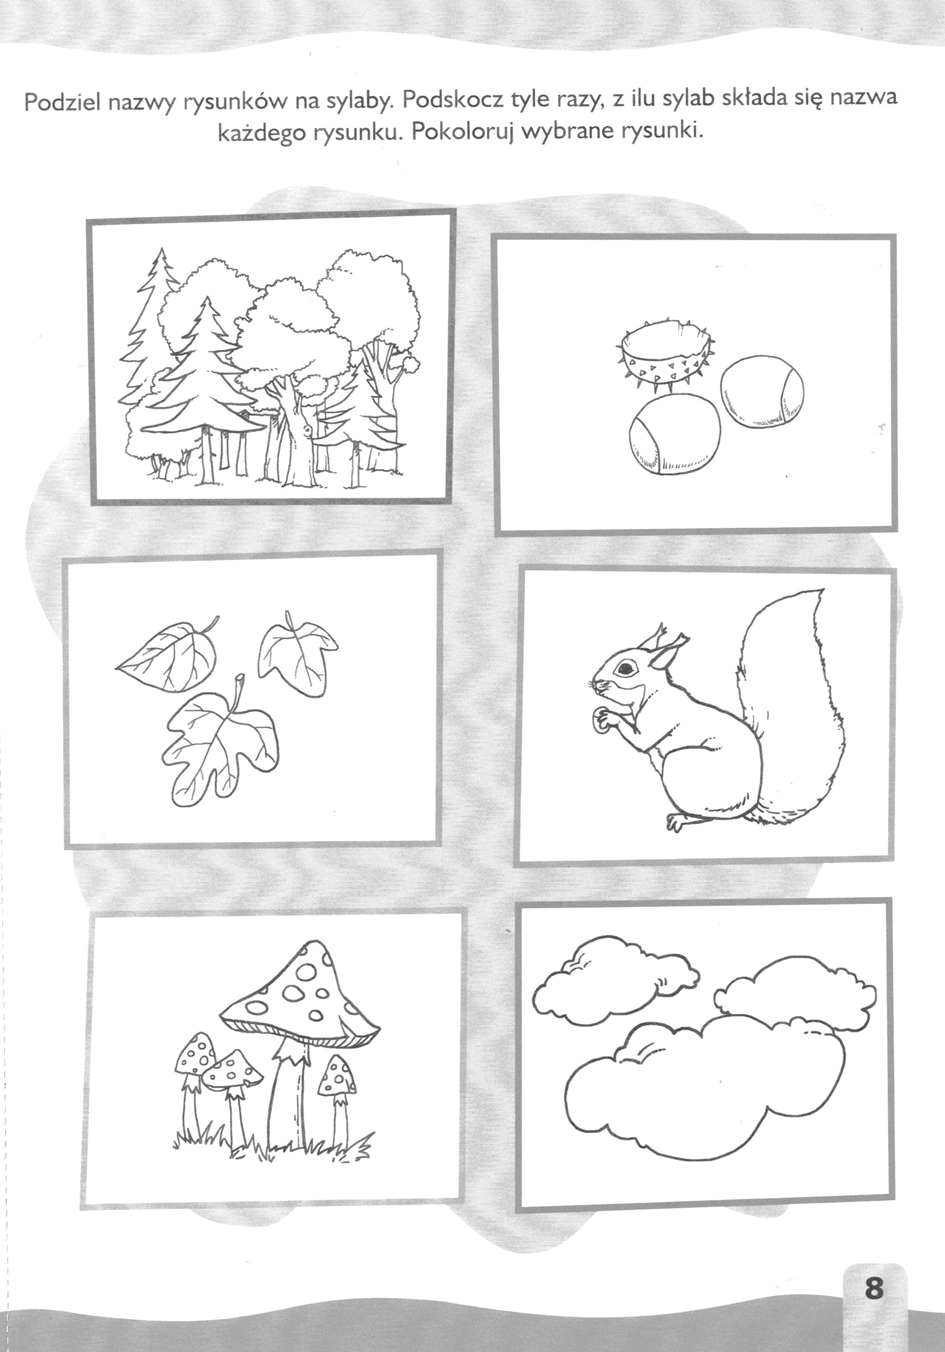 Podziel nazwy rysunków na sylaby. Podskocz tyle razy, z ilu sylab składa się nazwa
każdego rysunku. Pokoloruj wybrane rysunki.
8